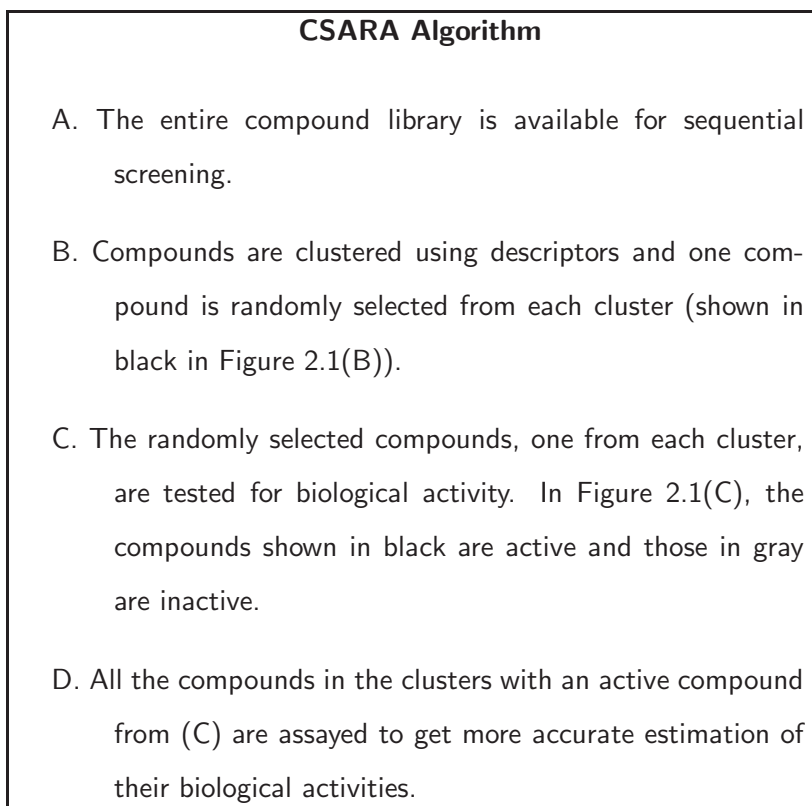 CSARA Algorithm
A. The entire compound library is available for sequential
screening.
B. Compounds are clustered using descriptors and one com-
pound is randomly selected from each cluster (shown in
black in Figure 2.1(B)).
C. The randomly selected compounds, one from each cluster,
are tested for biological activity. In Figure 2.1(C), the
compounds shown in black are active and those in gray
are inactive.
D. All the compounds in the clusters with an active compound
from (C) are assayed to get more accurate estimation of
their biological activities.